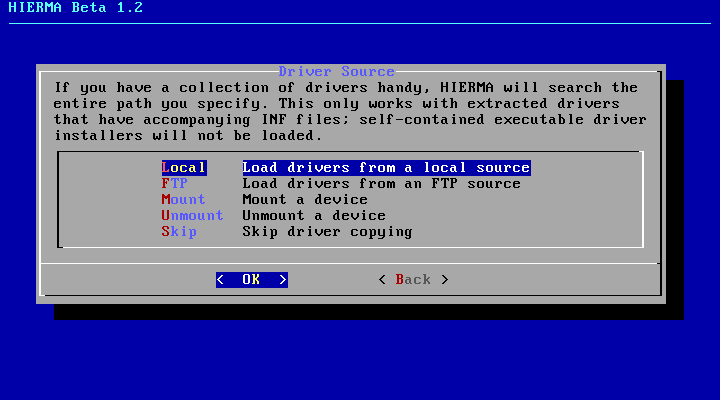 HIERMA Beta 1.2
Driver Source
If you have a collection of drivers handy, HIERMA will search the
entire path you specify. This only works with extracted drivers
that have accompanying INF files; self-contained executable driver
installers will not be loaded.
Local Load drivers from a local source
FTP Load drivers from an FTP source
Mount Mount a device
Unmount Unmount a device
Skip Skip driver copying
< OK > < Back >